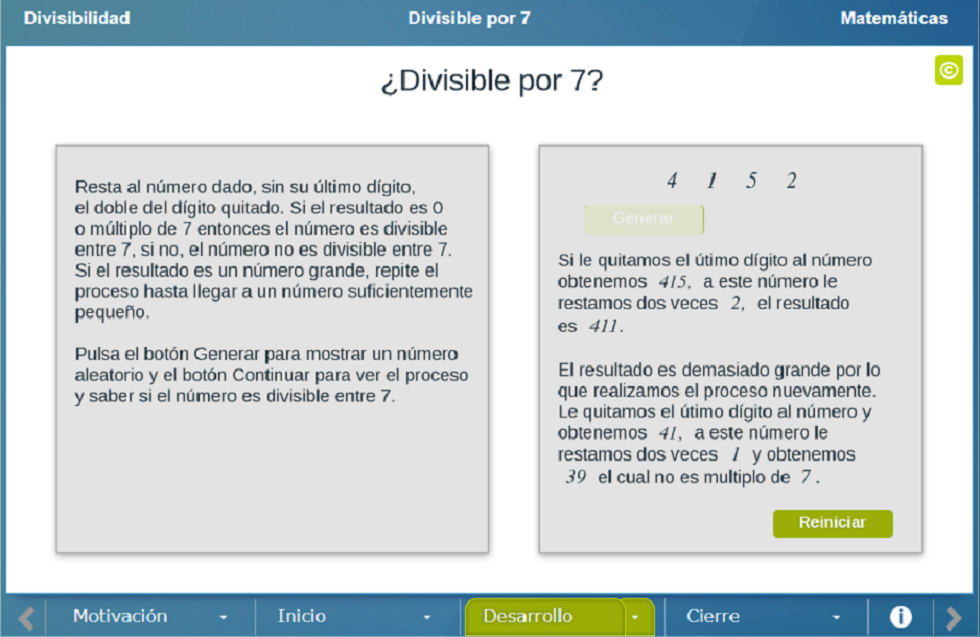 Divisibilidad
Divisible por 7
Matemáticas
¿Divisible por 7?
©
Resta al número dado, sin su último dígito,
el doble del dígito quitado. Si el resultado es 0
o múltiplo de 7 entonces el número es divisible
entre 7, si no, el número no es divisible entre 7.
Si el resultado es un número grande, repite el
proceso hasta llegar a un número suficientemente
pequeño.
Pulsa el botón Generar para mostrar un número
aleatorio y el botón Continuar para ver el proceso
y saber si el número es divisible entre 7.
4 1 5 2
Generar
Si le quitamos el útimo dígito al número
obtenemos 415, a este número le
restamos dos veces 2, el resultado
es 411.
El resultado es demasiado grande por lo
que realizamos el proceso nuevamente.
Le quitamos el útimo dígito al número y
obtenemos 41, a este número le
restamos dos veces 1 y obtenemos
39 el cual no es multiplo de 7.
Reiniciar
Motivación
Inicio
Desarrollo
Cierre
i